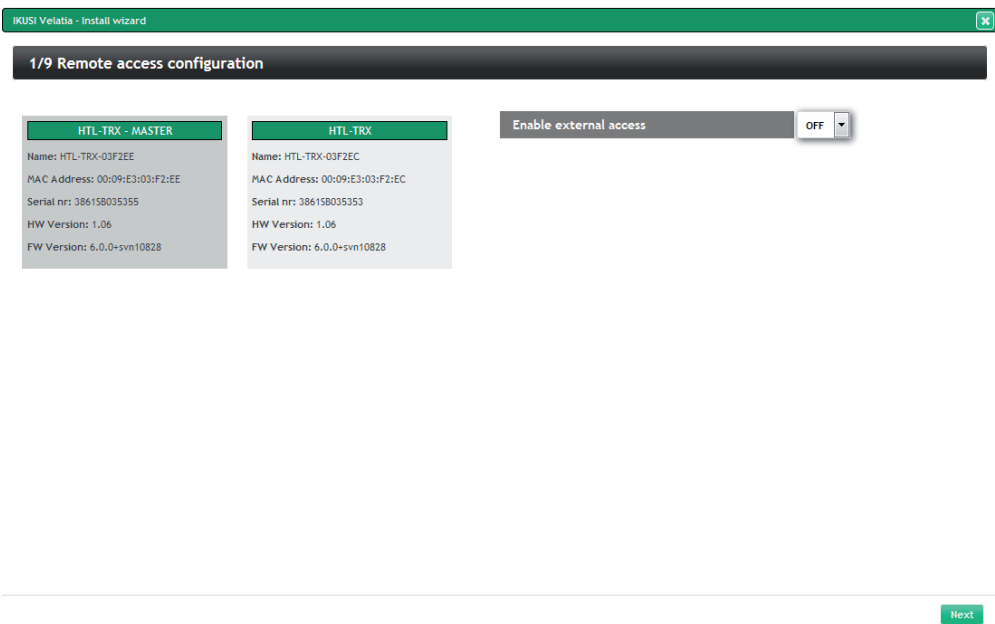 IKUSI Velatia - Install wizard
1/9 Remote access configuration
HTL-TRX - MASTER
Name: HTL-TRX-03F2EE
MAC Address: 00:09:E3:03:F2:EE
Serial nr: 38615B035355
HW Version: 1.06
FW Version: 6.0.0+svn10828
HTL-TRX
Name: HTL-TRX-03F2EC
MAC Address: 00:09:E3:03:F2:EC
Serial nr: 38615B035353
HW Version: 1.06
FW Version: 6.0.0+svn10828
Enable external access
OFF
Next